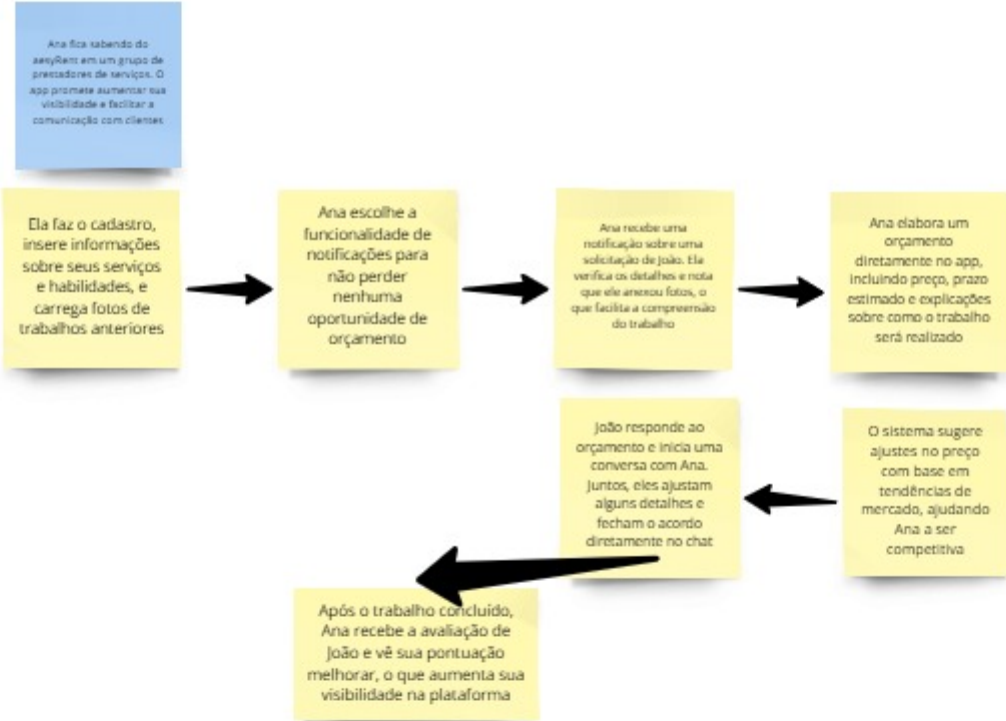 Ana fica sabendo do
aesyRent em um grupo de
prestadores de serviços. O
app promete aumentar sua
visibilidade e facilitar a
comunicação com clientes
Ela faz o cadastro,
insere informações
sobre seus serviços
e habilidades, e
carrega fotos de
trabalhos anteriores
Ana escolhe a
funcionalidade de
notificações para
não perder
nenhuma
oportunidade de
orçamento
Ana recebe uma
notificação sobre uma
solicitação de João. Ela
verifica os detalhes e nota
que ele anexou fotos, o
que facilita a compreensão
do trabalho
Ana elabora um
orçamento
diretamente no app,
incluindo preço, prazo
estimado e explicações
sobre como o trabalho
será realizado
O sistema sugere
ajustes no preço
com base em
tendências de
mercado, ajudando
Ana a ser
competitiva
João responde ao
orçamento e inicia uma
conversa com Ana.
Juntos, eles ajustam
alguns detalhes e
fecham o acordo
diretamente no chat
Após o trabalho concluído,
Ana recebe a avaliação de
João e vê sua pontuação
melhorar, o que aumenta sua
visibilidade na plataforma